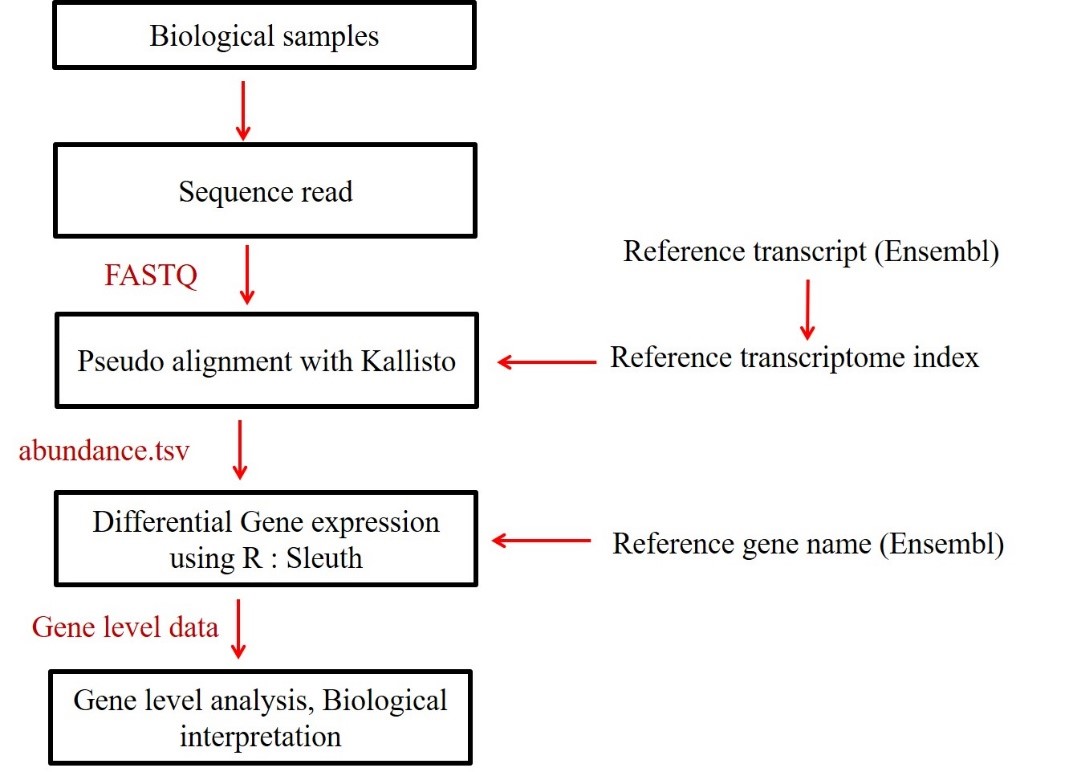 Biological samples
Sequence read
FASTQ
Reference transcript (Ensembl)
Pseudo alignment with Kallisto
Reference transcriptome index
abundance.tsv
Differential Gene expression
using R : Sleuth
Reference gene name (Ensembl)
Gene level data
Gene level analysis, Biological
interpretation